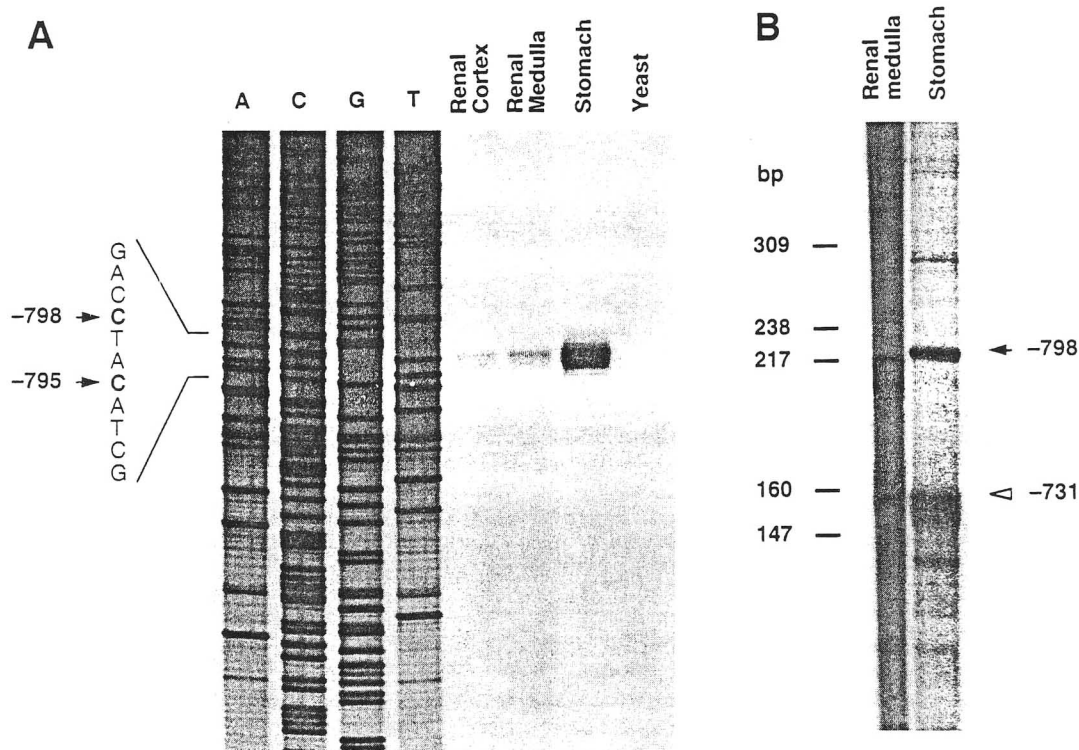 A
A
C
G
T
Renal Cortex
Renal Medulla
Stomach
Yeast
G
A
C
C
T
A
C
A
T
C
G
-798
-795
B
Renal medulla
Stomach
bp
309
238
217
160
147
-798
-731